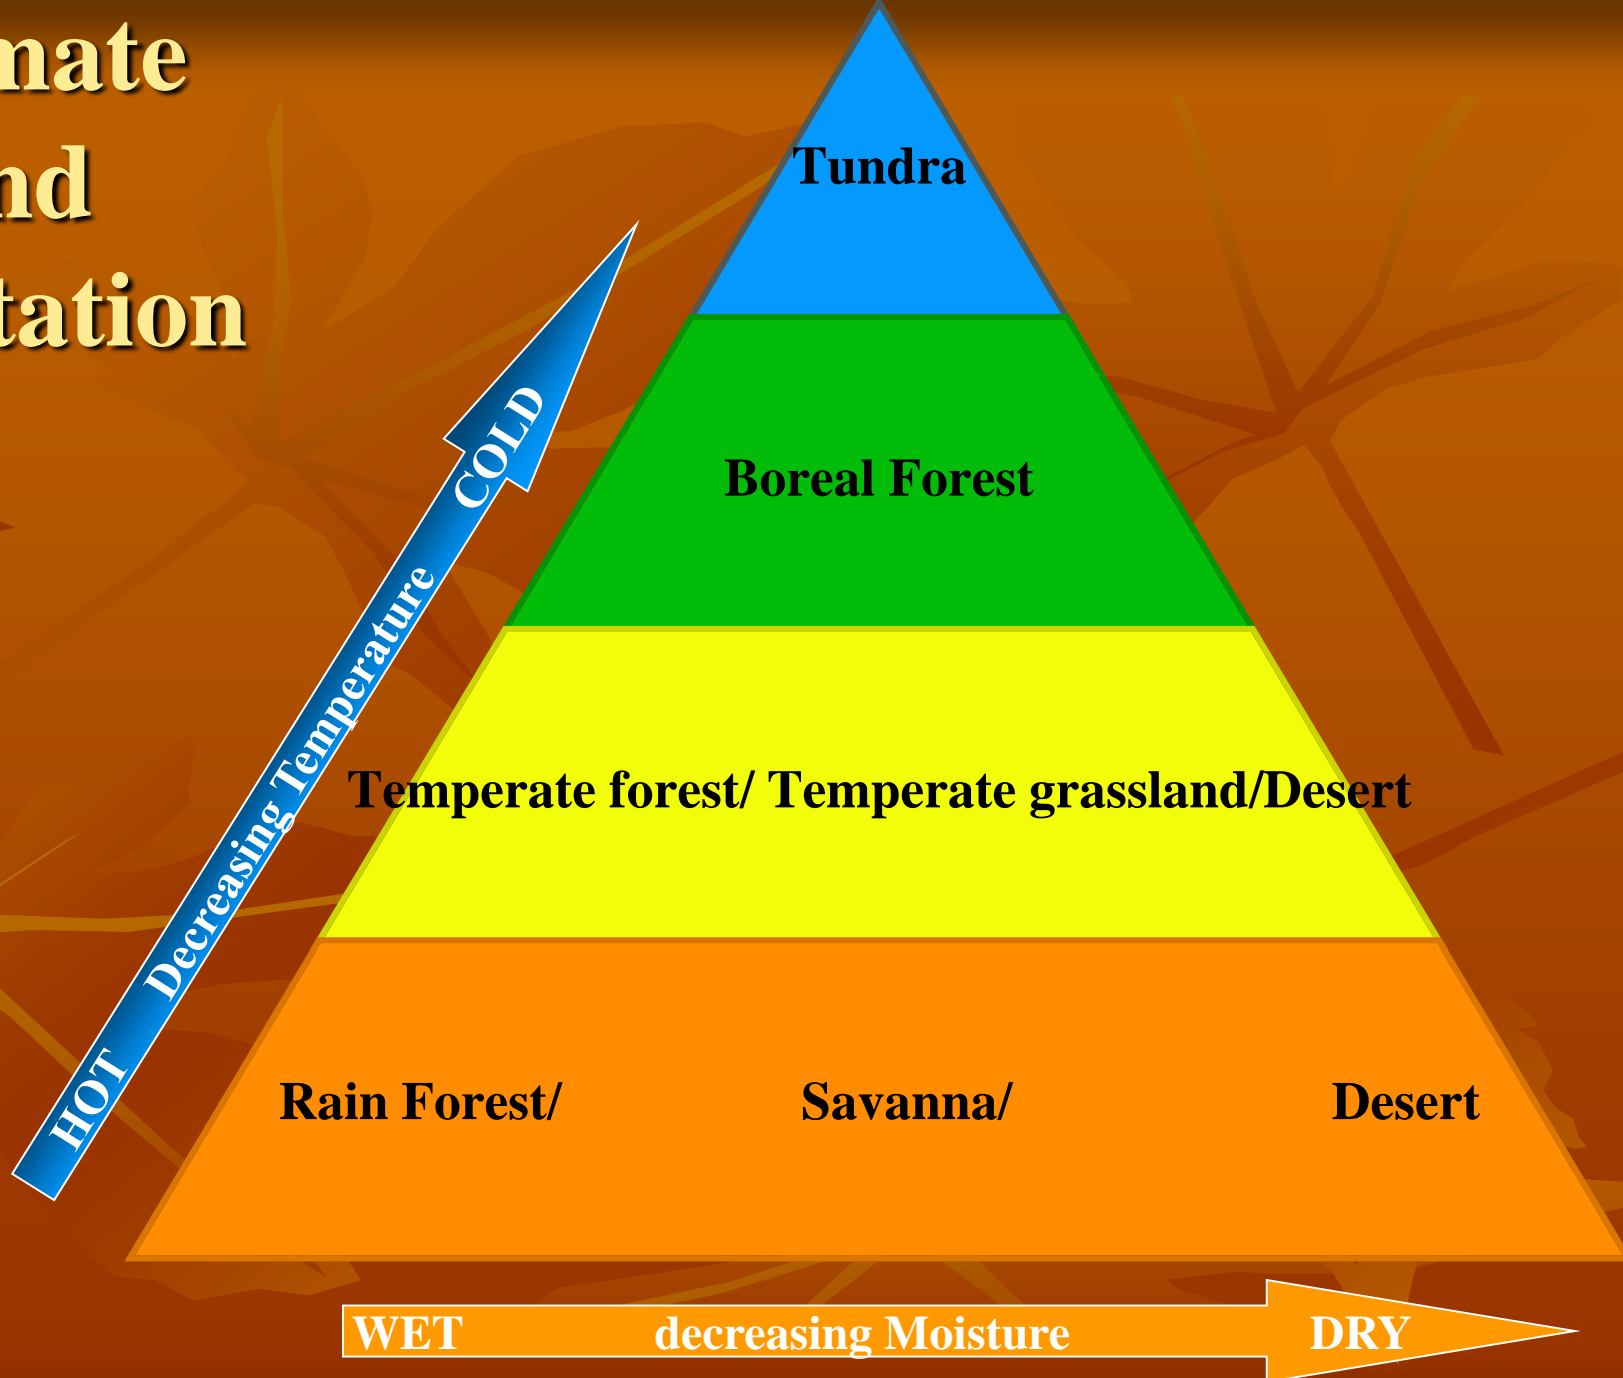 mate
nd
tation
Tundra
COLD
Boreal Forest
Decreasing Temperature
Temperate forest/ Temperate grassland/Desert
HOT
Rain Forest/ Savanna/ Desert
WET decreasing Moisture DRY